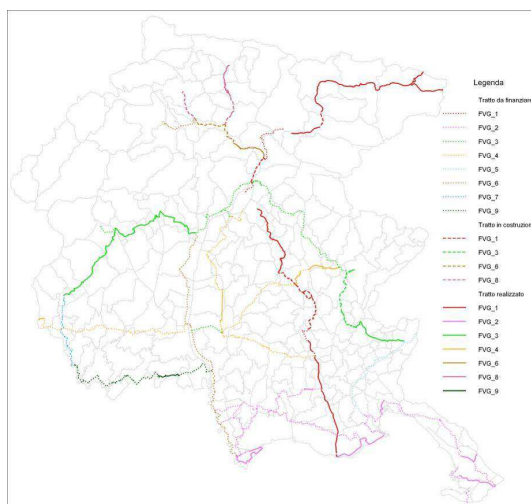 Legenda
Tratto da finanziare
FVG_1
FVG_2
FVG_3
FVG_4
FVG_5
FVG_6
FVG_7
FVG_9
Tratto in costruzione
FVG_1
FVG_3
FVG_6
FVG_8
Tratto realizzato
FVG_1
FVG_2
FVG_3
FVG_4
FVG_6
FVG_8
FVG_9